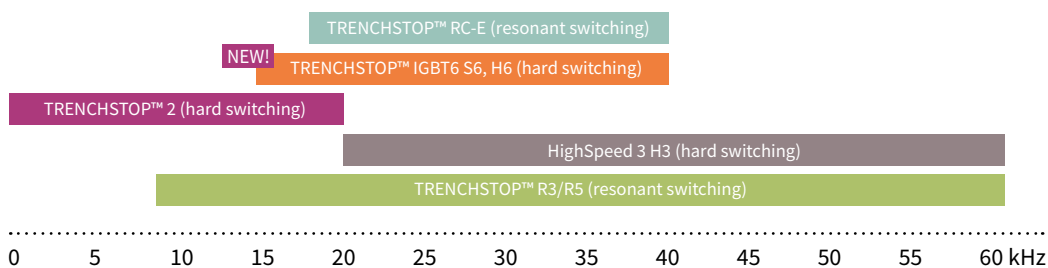 TRENCHSTOP™ RC-E (resonant switching)
NEW!
TRENCHSTOP™ IGBT6 S6, H6 (hard switching)
TRENCHSTOP™ 2 (hard switching)
HighSpeed 3 H3 (hard switching)
TRENCHSTOP™ R3/R5 (resonant switching)
0 5 10 15 20 25 30 35 40 45 50 55 60 kHz